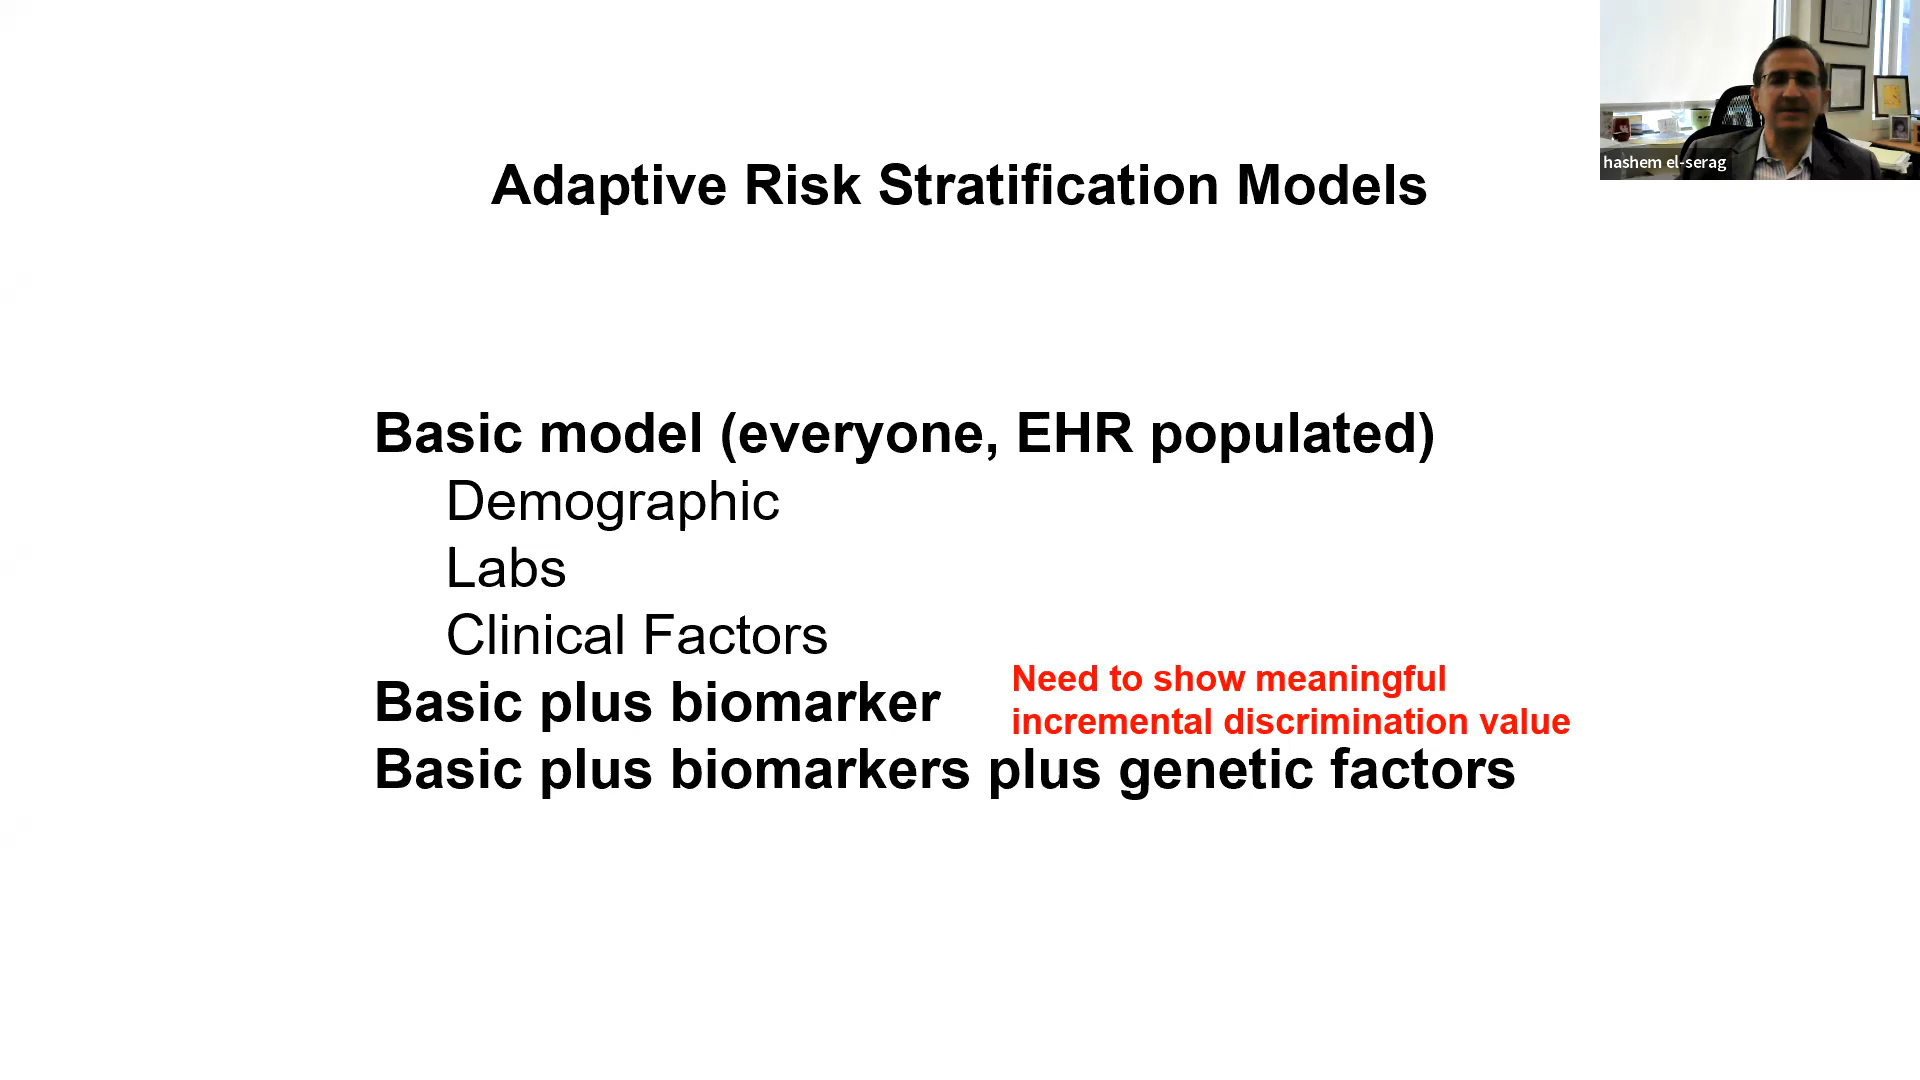 Adaptive Risk Stratification Models
hashem el-serag
Basic model (everyone, EHR populated)
Demographic
Labs
Clinical Factors
Basic plus biomarker
Need to show meaningful
incremental discrimination value
Basic plus biomarkers plus genetic factors